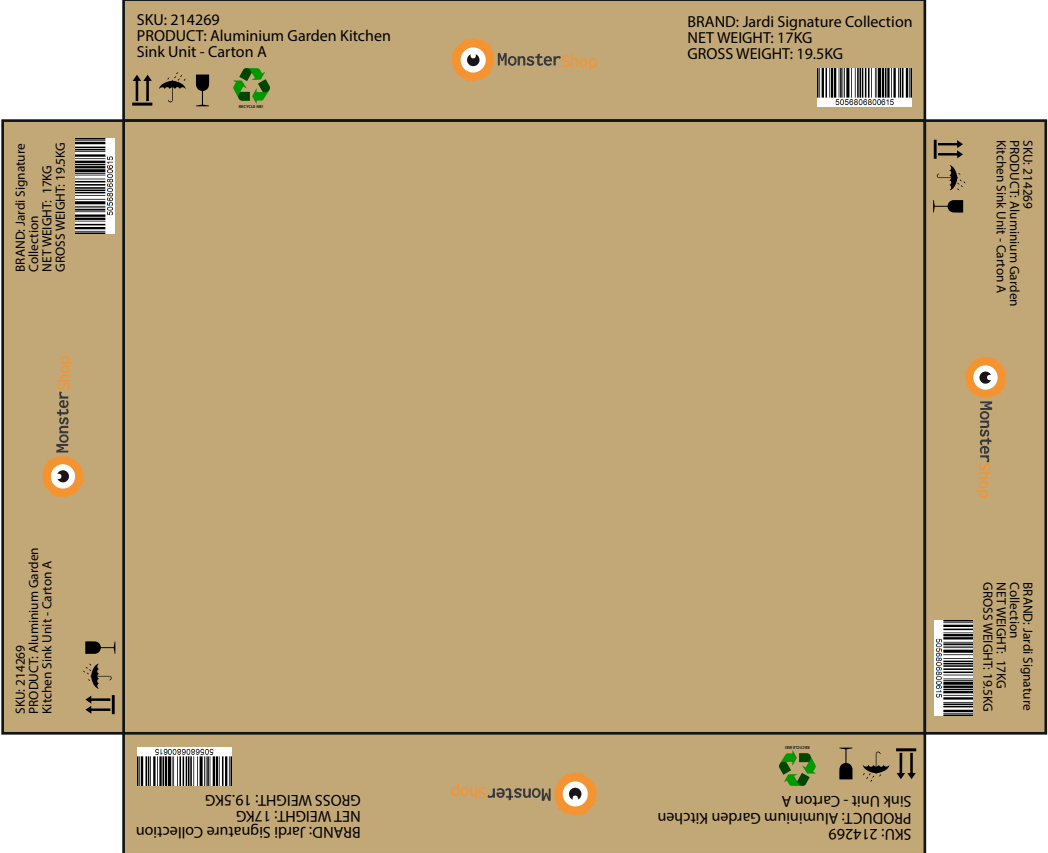 SKU: 214269
PRODUCT: Aluminium Garden Kitchen
Sink Unit - Carton A
RECYCLE ME!
MonsterShop
BRAND: Jardi Signature Collection
NET WEIGHT: 17KG
GROSS WEIGHT: 19.5KG
5056806800615
BRAND: Jardi Signature
Collection
NET WEIGHT: 17KG
GROSS WEIGHT: 19.5KG
5056806800615
MonsterShop
SKU: 214269
PRODUCT: Aluminium Garden
Kitchen Sink Unit - Carton A
SKU: 214269
PRODUCT: Aluminium Garden
Kitchen Sink Unit - Carton A
MonsterShop
BRAND: Jardi Signature
Collection
NET WEIGHT: 17KG
GROSS WEIGHT: 19.5KG
5056806800615
SKU: 214269
PRODUCT: Aluminium Garden Kitchen
Sink Unit - Carton A
RECYCLE ME!
MonsterShop
BRAND: Jardi Signature Collection
NET WEIGHT: 17KG
GROSS WEIGHT: 19.5KG
5056806800615